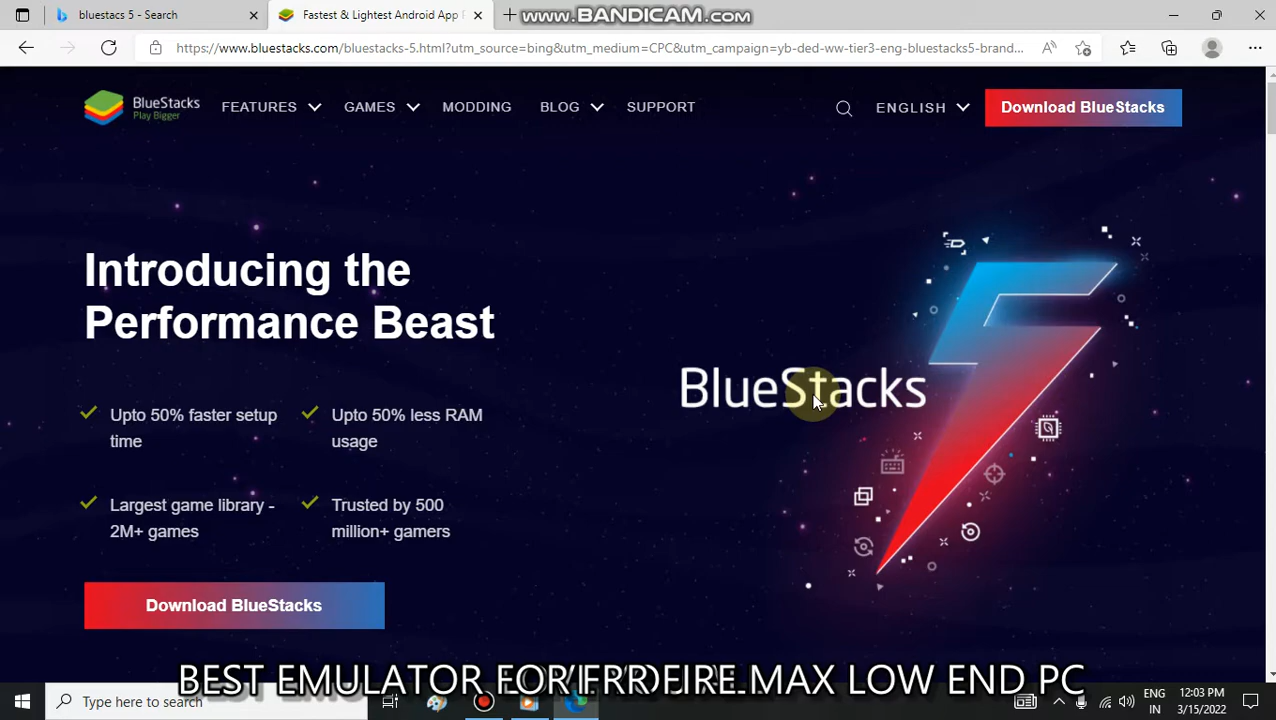 bluestacks 5 - Search
Fastest & Lightest Android App
www.BANDICAM.com
https://www.bluestacks.com/bluestacks-5.html?utm_source=bing&utm_medium=CPC&utm_campaign=yb-ded-ww-tier3-eng-bluestacks5-brand...
BlueStacks
Play Bigger
FEATURES
GAMES
MODDING
BLOG
SUPPORT
ENGLISH
Download BlueStacks
Introducing the
Performance Beast
BlueStacks
Upto 50% faster setup
time
Upto 50% less RAM
usage
Largest game library -
2M+ games
Trusted by 500
million+ gamers
Download BlueStacks
BEST EMULATOR FIRE MAX LOW END PC
Type here to search
ENG
IN
12:03 PM
3/15/2022